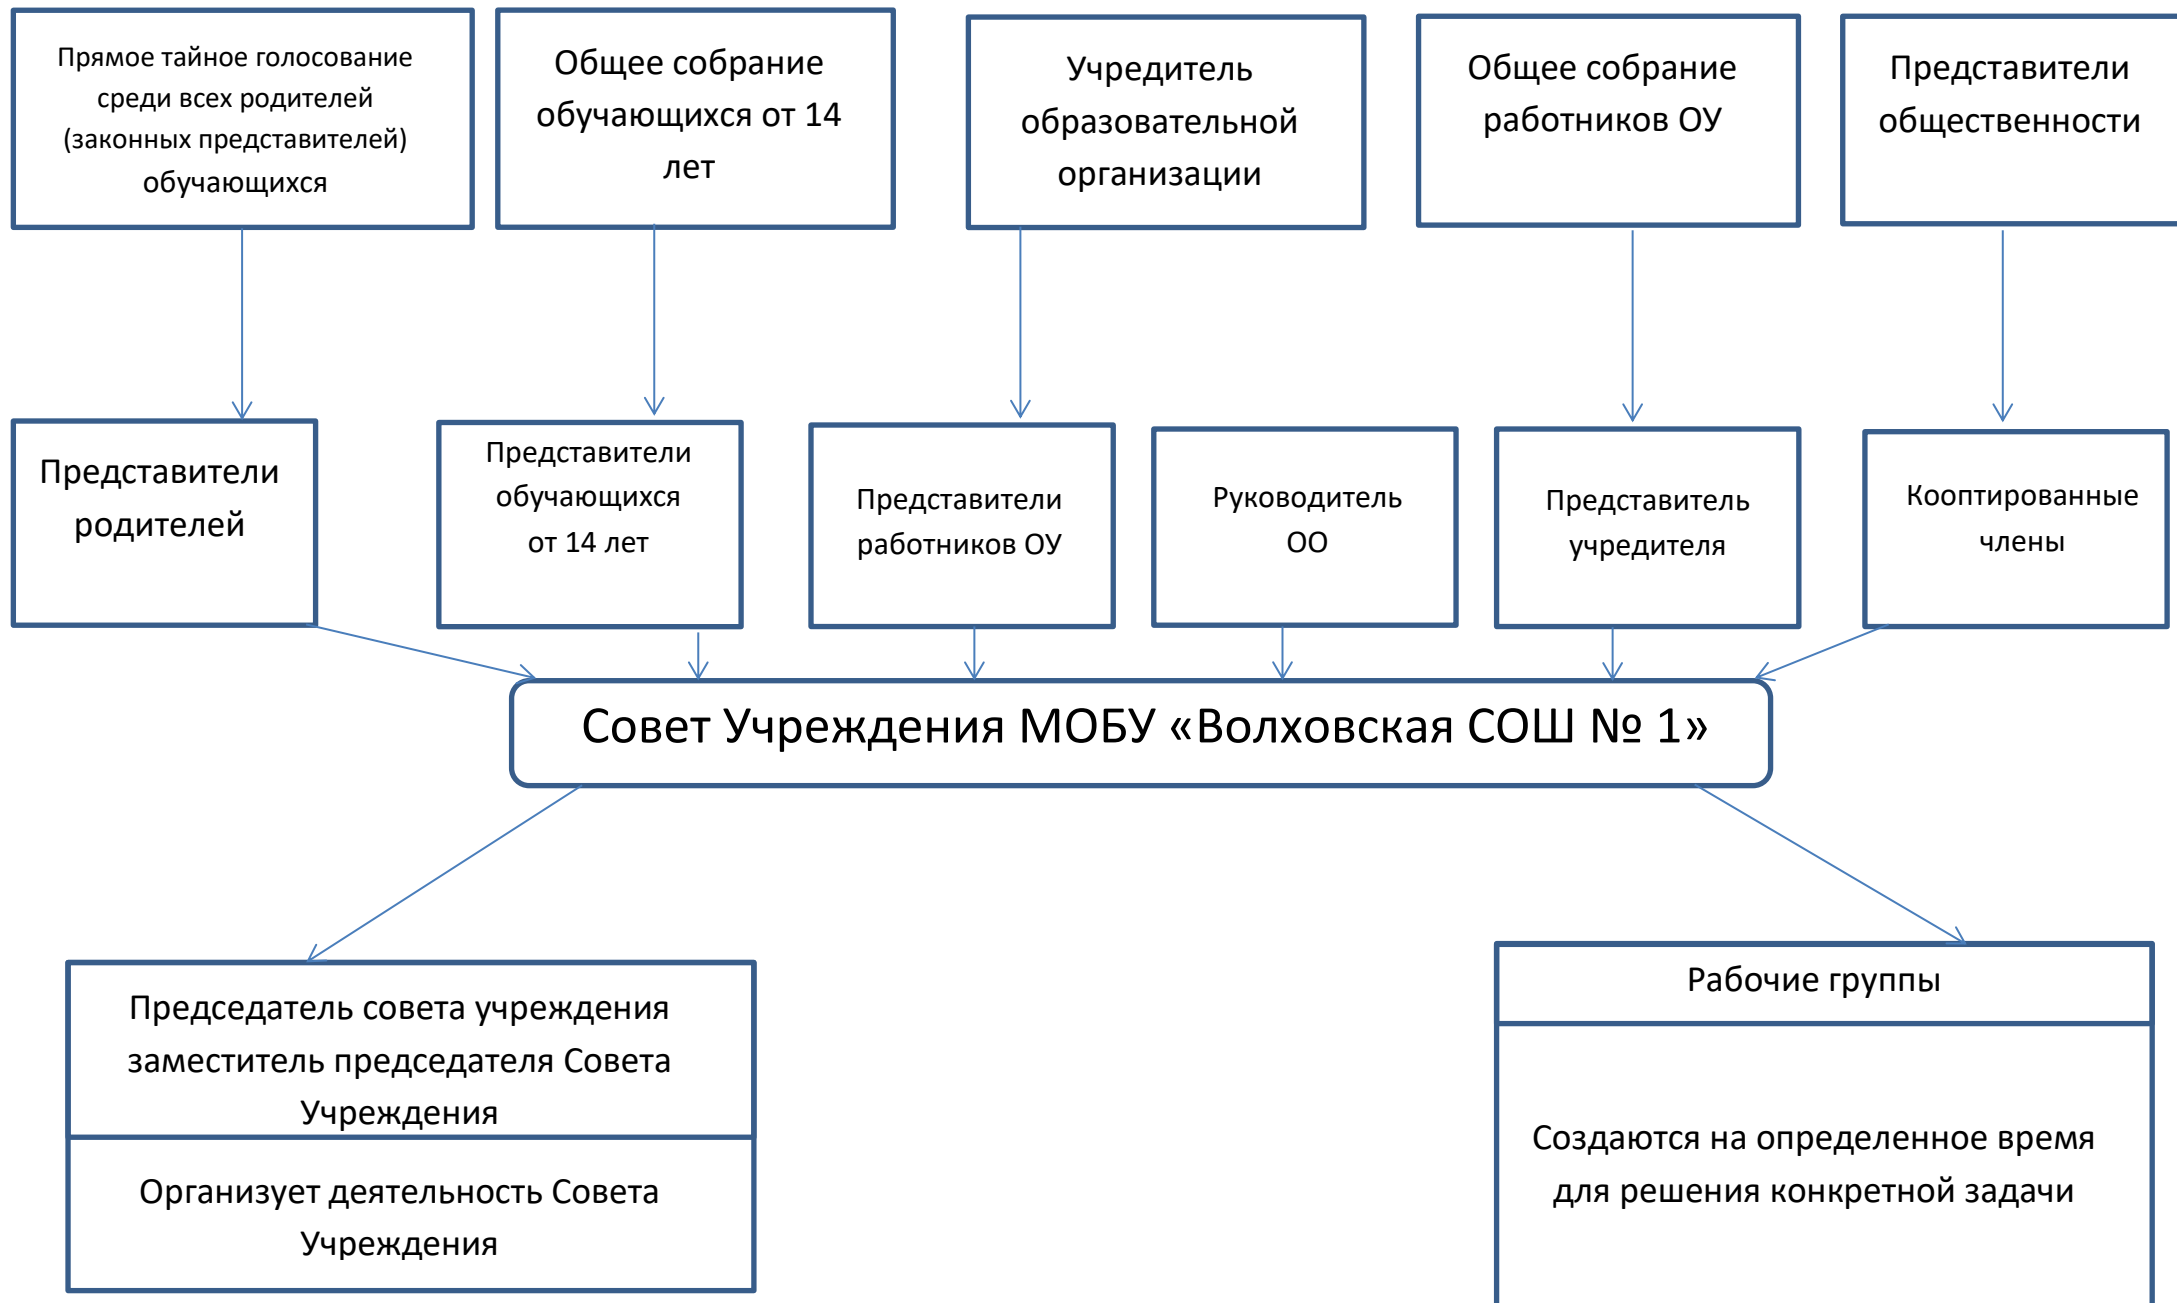 Прямое тайное голосование
среди всех родителей
(законных представителей)
обучающихся
Общее собрание
обучающихся от 14
лет
Учредитель
образовательной
организации
Общее собрание
работников ОУ
Представители
общественности
Представители
родителей
Представители
обучающихся
от 14 лет
Представители
работников ОУ
Руководитель
ОО
Представитель
учредителя
Кооптированные
члены
Совет Учреждения МОБУ «Волховская СОШ № 1»
Председатель совета учреждения
заместитель председателя Совета
Учреждения
Организует деятельность Совета
Учреждения
Рабочие группы
Создаются на определенное время
для решения конкретной задачи